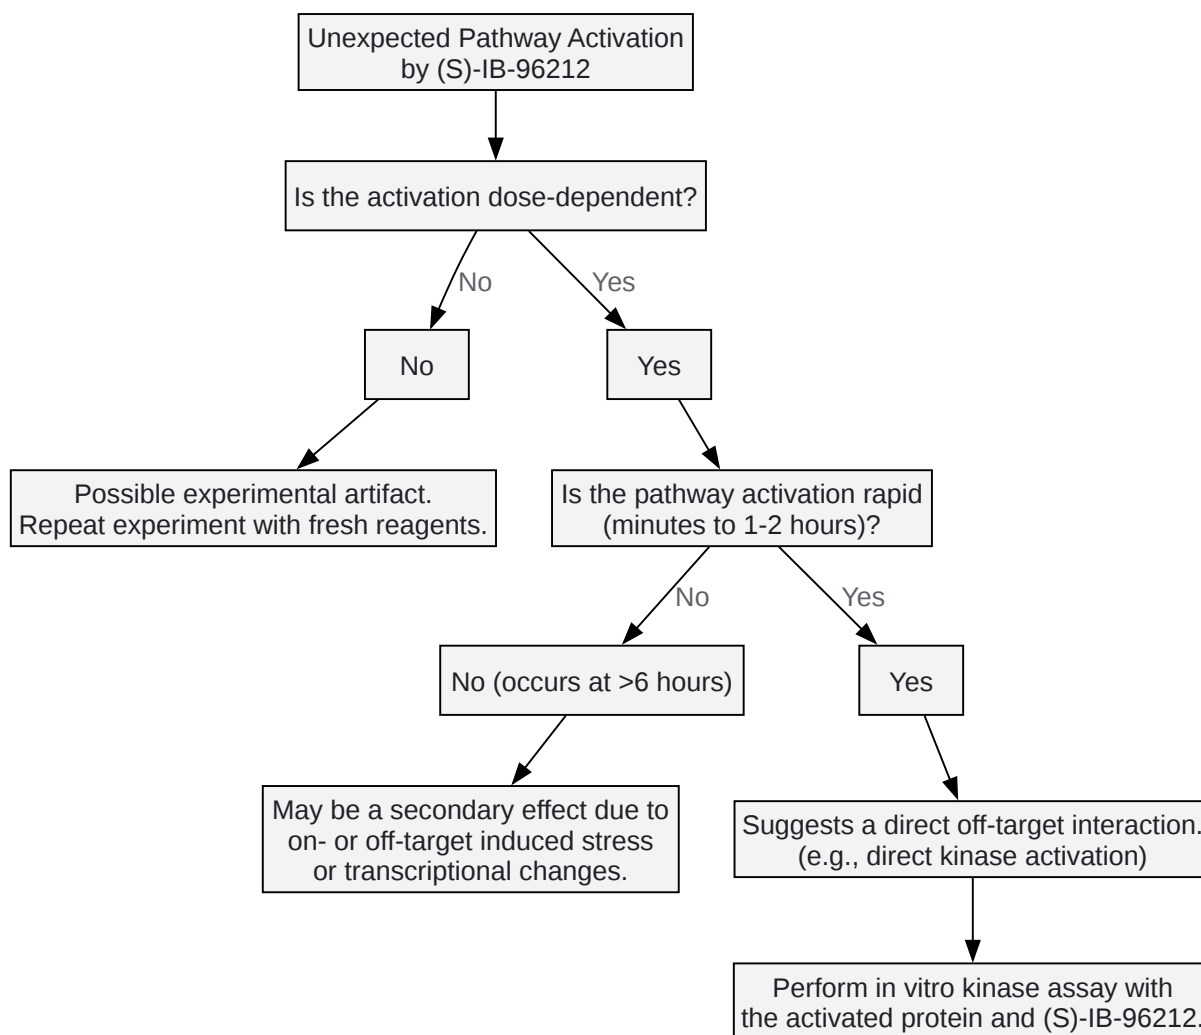 Unexpected Pathway Activation
by (S)-IB-96212
Is the activation dose-dependent?
No
Yes
No
Yes
Possible experimental artifact.
Repeat experiment with fresh reagents.
Is the pathway activation rapid
(minutes to 1-2 hours)?
No
Yes
No (occurs at >6 hours)
Yes
May be a secondary effect due to
on- or off-target induced stress
or transcriptional changes.
Suggests a direct off-target interaction.
(e.g., direct kinase activation)
Perform in vitro kinase assay with
the activated protein and (S)-IB-96212.